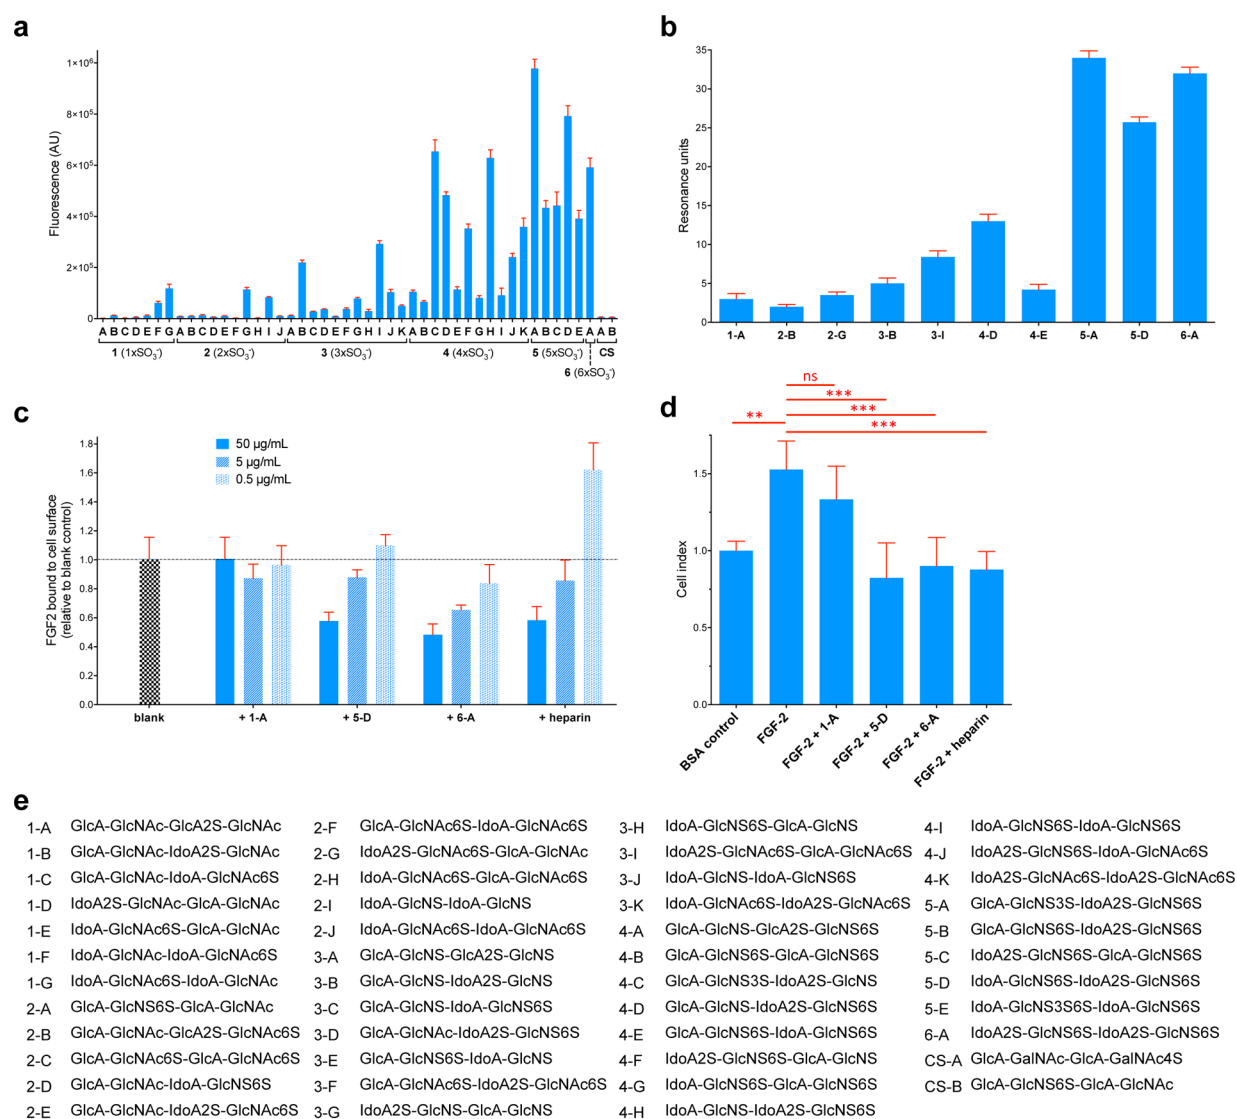 a
Fluorescence (AU)
1×10⁶
8×10⁵
6×10⁵
4×10⁵
2×10⁵
0
A B C D E F G A B C D E F G H I J A B C D E F G H I J K A B C D E F G H I J K A B C D E A A B
1 (1xSO₃⁻) 2 (2xSO₃⁻) 3 (3xSO₃⁻) 4 (4xSO₃⁻) 5 (5xSO₃⁻) CS
6 (6xSO₃⁻)
b
Resonance units
35
30
25
20
15
10
5
0
1-A 2-B 2-G 3-B 3-I 4-D 4-E 5-A 5-D 6-A
c
FGF2 bound to cell surface
(relative to blank control)
1.8
1.6
1.4
1.2
1.0
0.8
0.6
0.4
0.2
0.0
50 µg/mL
5 µg/mL
0.5 µg/mL
blank + 1-A + 5-D + 6-A + heparin
d
ns
***
***
**
***
Cell index
1.5
1.0
0.5
0.0
BSA control
FGF-2
FGF-2 + 1-A
FGF-2 + 5-D
FGF-2 + 6-A
FGF-2 + heparin
e
1-A GlcA-GlcNAc-GlcA2S-GlcNAc
1-B GlcA-GlcNAc-IdoA2S-GlcNAc
1-C GlcA-GlcNAc-IdoA-GlcNAc6S
1-D IdoA2S-GlcNAc-GlcA-GlcNAc
1-E IdoA-GlcNAc6S-GlcA-GlcNAc
1-F IdoA-GlcNAc-IdoA-GlcNAc6S
1-G IdoA-GlcNAc6S-IdoA-GlcNAc
2-A GlcA-GlcNS6S-GlcA-GlcNAc
2-B GlcA-GlcNAc-GlcA2S-GlcNAc6S
2-C GlcA-GlcNAc6S-GlcA-GlcNAc6S
2-D GlcA-GlcNAc-IdoA-GlcNS6S
2-E GlcA-GlcNAc-IdoA2S-GlcNAc6S
2-F GlcA-GlcNAc6S-IdoA-GlcNAc6S
2-G IdoA2S-GlcNAc6S-GlcA-GlcNAc
2-H IdoA-GlcNAc6S-GlcA-GlcNAc6S
2-I IdoA-GlcNS-IdoA-GlcNS
2-J IdoA-GlcNAc6S-IdoA-GlcNAc6S
3-A GlcA-GlcNS-GlcA2S-GlcNS
3-B GlcA-GlcNS-IdoA2S-GlcNS
3-C GlcA-GlcNS-IdoA-GlcNS6S
3-D GlcA-GlcNAc-IdoA2S-GlcNS6S
3-E GlcA-GlcNS6S-IdoA-GlcNS
3-F GlcA-GlcNAc6S-IdoA2S-GlcNAc6S
3-G IdoA2S-GlcNS-GlcA-GlcNS
3-H IdoA-GlcNS6S-GlcA-GlcNS
3-I IdoA2S-GlcNAc6S-GlcA-GlcNAc6S
3-J IdoA-GlcNS-IdoA-GlcNS6S
3-K IdoA-GlcNAc6S-IdoA2S-GlcNAc6S
4-A GlcA-GlcNS-GlcA2S-GlcNS6S
4-B GlcA-GlcNS6S-GlcA-GlcNS6S
4-C GlcA-GlcNS3S-IdoA2S-GlcNS
4-D GlcA-GlcNS-IdoA2S-GlcNS6S
4-E GlcA-GlcNS6S-IdoA-GlcNS6S
4-F IdoA2S-GlcNS6S-GlcA-GlcNS
4-G IdoA-GlcNS6S-GlcA-GlcNS6S
4-H IdoA-GlcNS-IdoA2S-GlcNS6S
4-I IdoA-GlcNS6S-IdoA-GlcNS6S
4-J IdoA2S-GlcNS6S-IdoA-GlcNAc6S
4-K IdoA2S-GlcNAc6S-IdoA2S-GlcNAc6S
5-A GlcA-GlcNS3S-IdoA2S-GlcNS6S
5-B GlcA-GlcNS6S-IdoA2S-GlcNS6S
5-C IdoA2S-GlcNS6S-GlcA-GlcNS6S
5-D IdoA-GlcNS6S-IdoA2S-GlcNS6S
5-E IdoA-GlcNS3S6S-IdoA-GlcNS6S
6-A IdoA2S-GlcNS6S-IdoA2S-GlcNS6S
CS-A GlcA-GalNAc-GlcA-GalNAc4S
CS-B GlcA-GlcNS6S-GlcA-GlcNAc